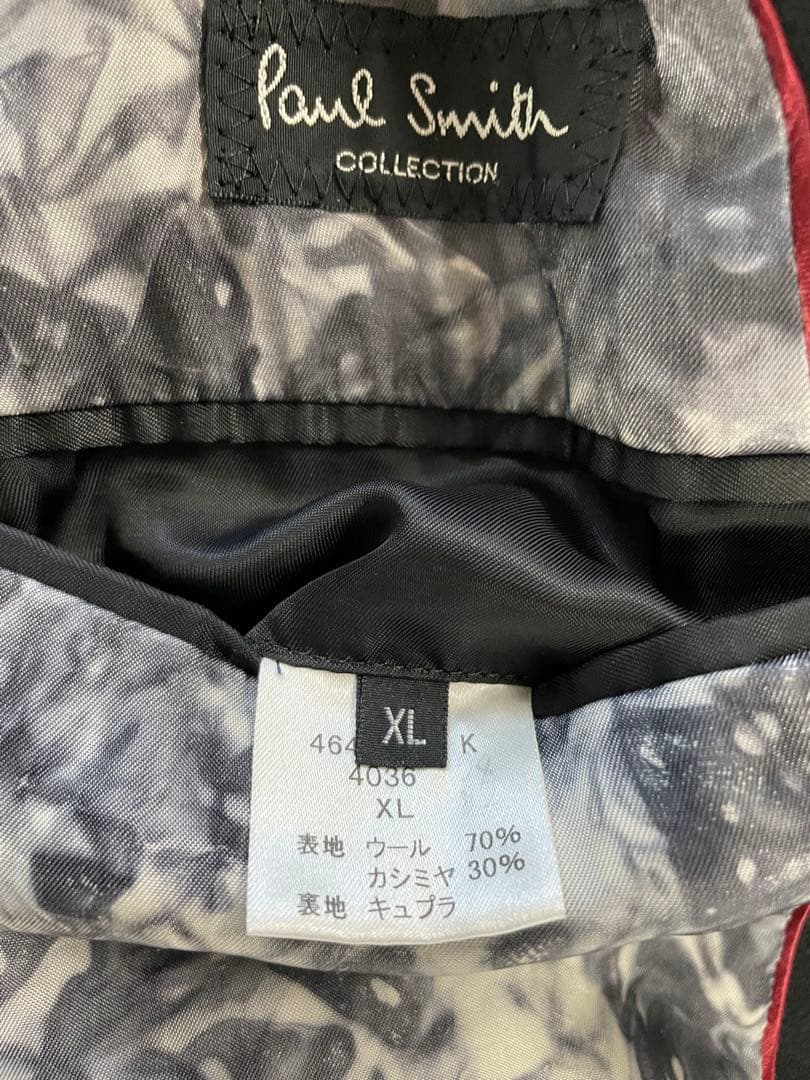 Paul Smith
COLLECTION
XL
464 K
4036
XL
表地 ウール 70%
カシミヤ 30%
裏地 キュプラ